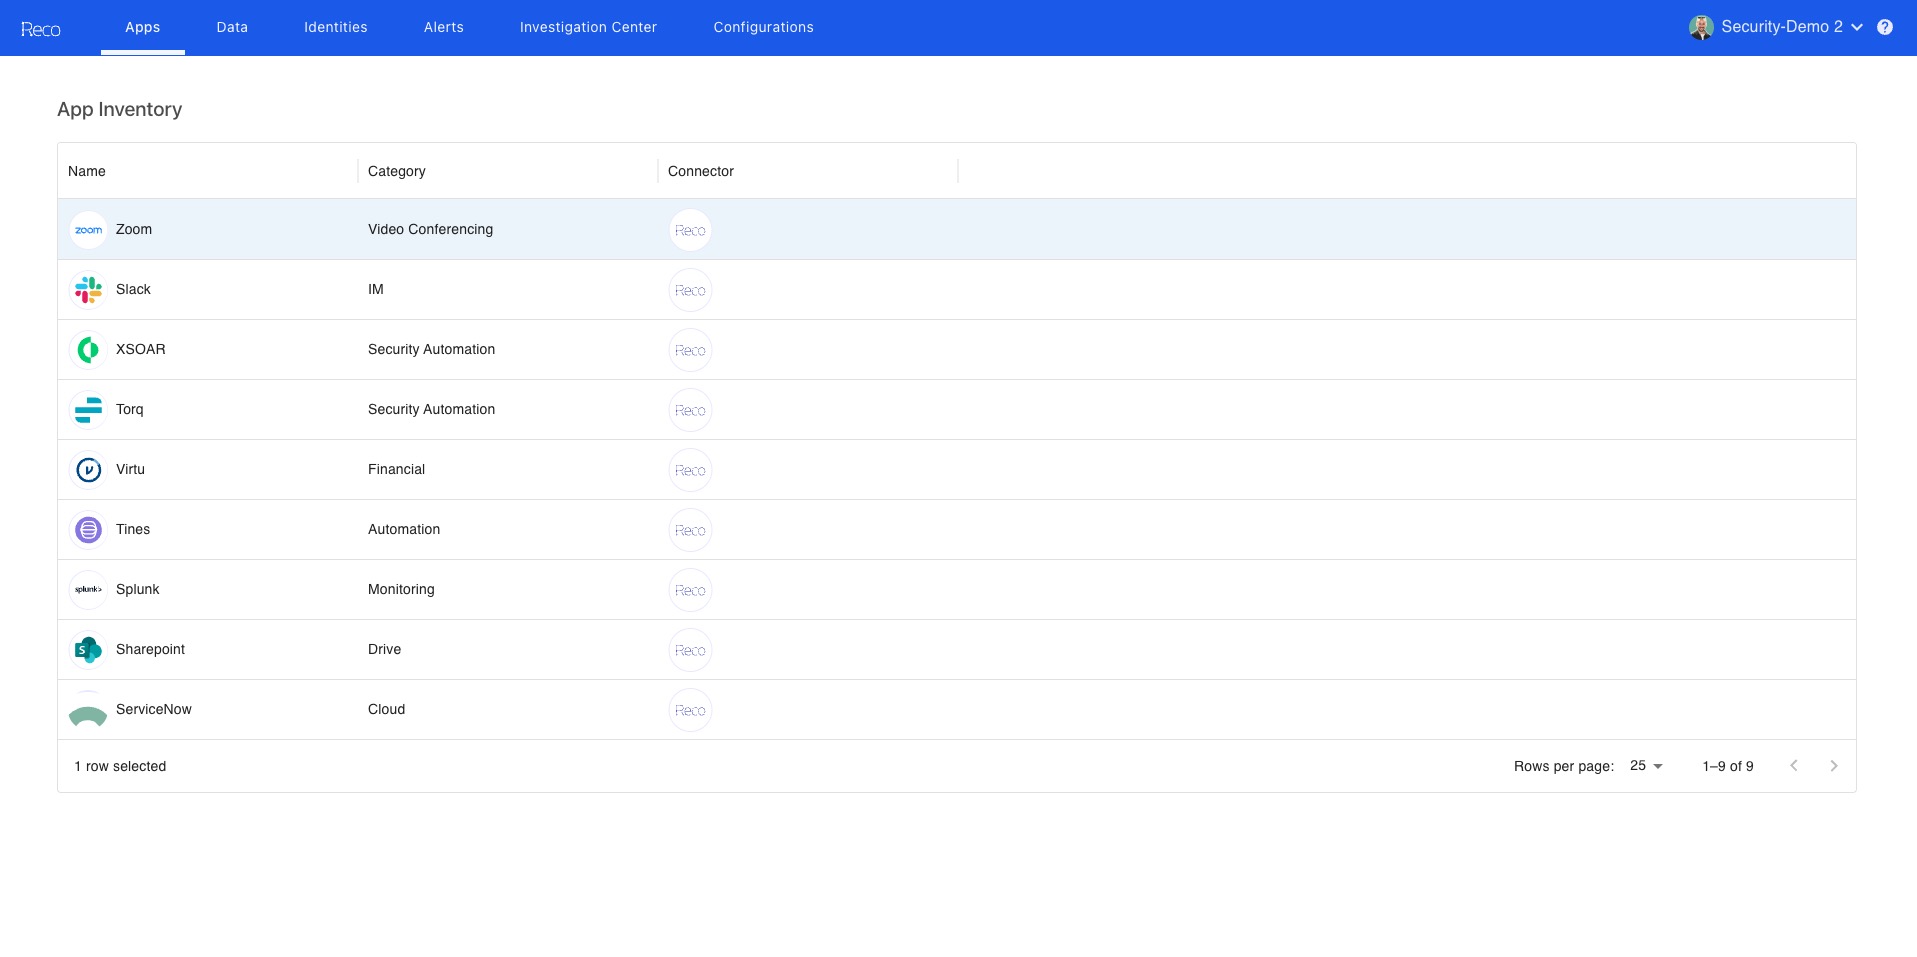 Reco Apps Data Identities Alerts Investigation Center Configurations Security-Demo 2 ?
App Inventory
Name Category Connector
zoom Zoom Video Conferencing Reco
Slack IM Reco
XSOAR Security Automation Reco
Torq Security Automation Reco
Virtu Financial Reco
Tines Automation Reco
splunk> Splunk Monitoring Reco
S Sharepoint Drive Reco
ServiceNow Cloud Reco
1 row selected Rows per page: 25 1–9 of 9